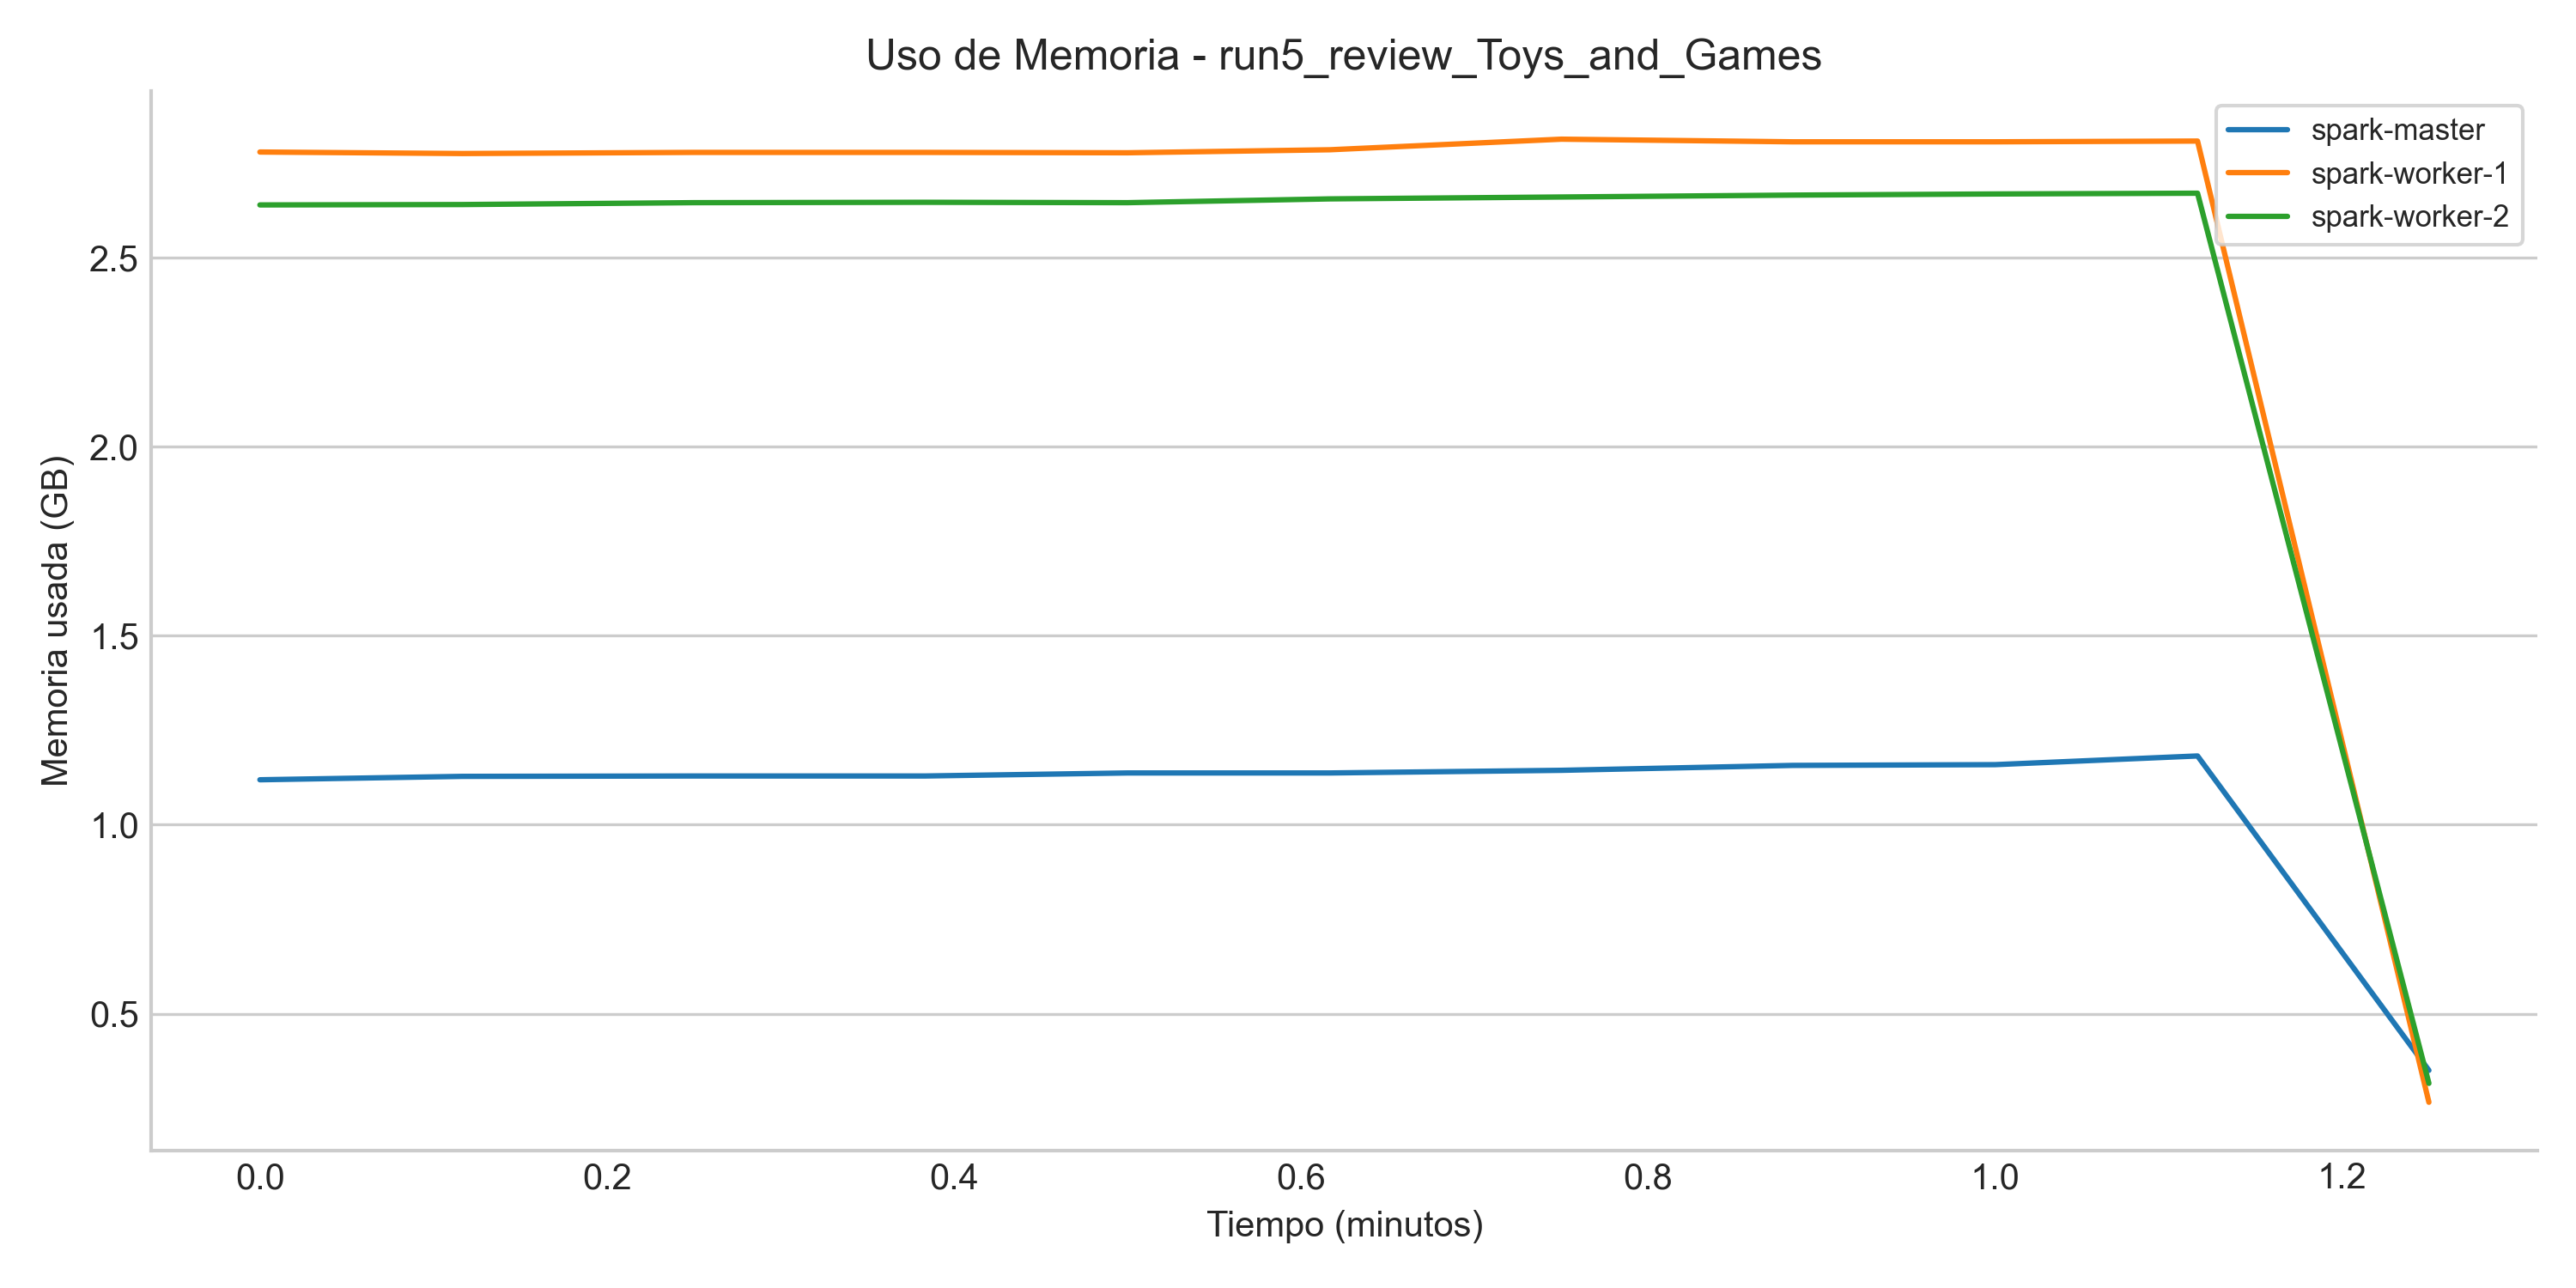 Uso de Memoria - run5_review_Toys_and_Games
spark-master
spark-worker-1
spark-worker-2
Memoria usada (GB)
2.5
2.0
1.5
1.0
0.5
0.0 0.2 0.4 0.6 0.8 1.0 1.2
Tiempo (minutos)